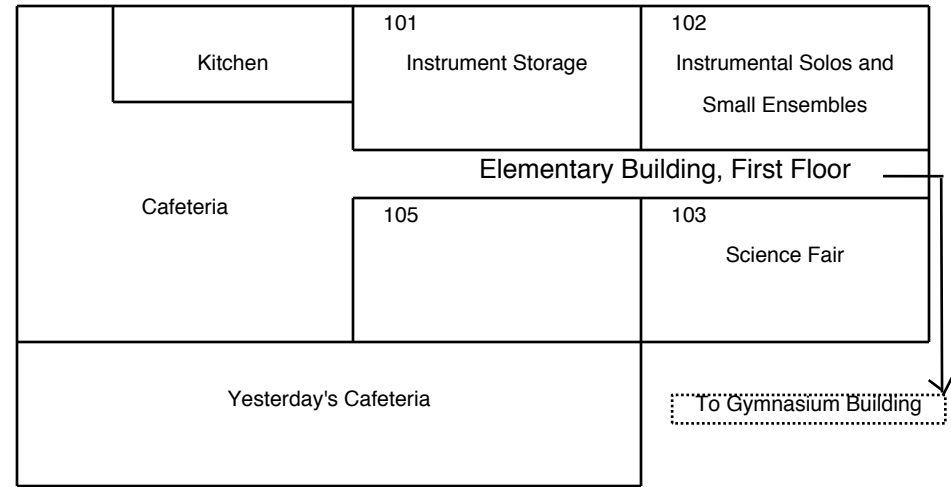 101
102
Kitchen
Instrument Storage
Instrumental Solos and
Small Ensembles
Elementary Building, First Floor
Cafeteria
105
103
Science Fair
Yesterday's Cafeteria
To Gymnasium Building